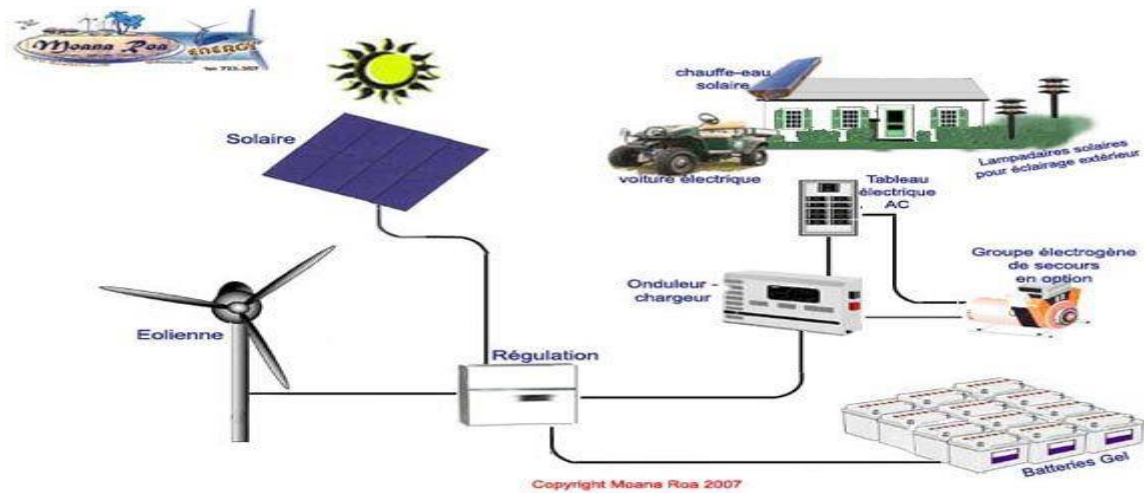 Moana Roa
ENERGY
chauffe-eau
solaire
Solaire
voiture électrique
Lampadaires solaires
pour éclairage extérieur
Tableau
électrique
AC
Groupe électrogène
de secours
en option
Onduleur -
chargeur
Eolienne
Régulation
Batteries Gel
Copyright Moana Roa 2007